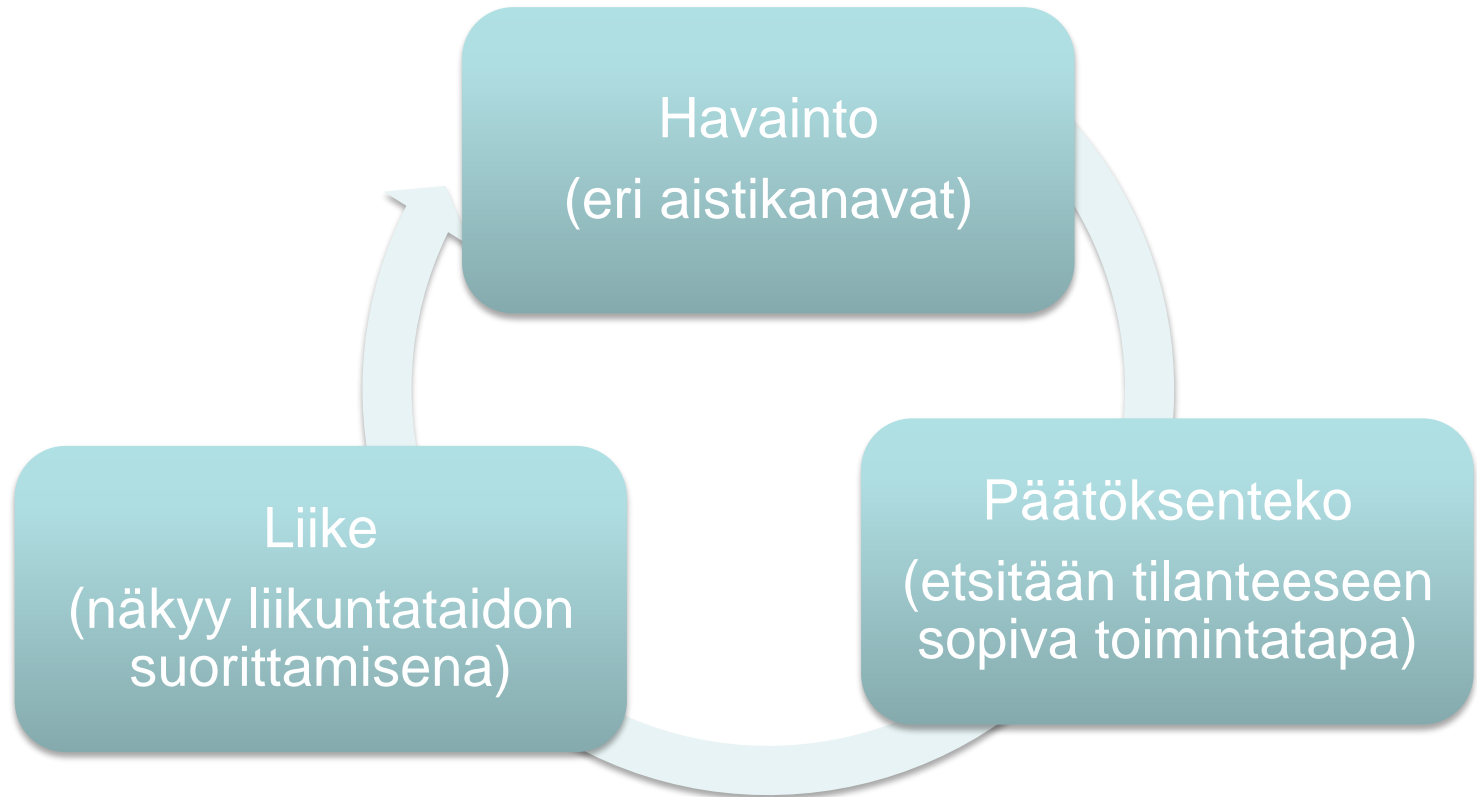 Havainto
(eri aistikanavat)
Päätöksenteko
(etsitään tilanteeseen
sopiva toimintatapa)
Liike
(näkyy liikuntataidon
suorittamisena)